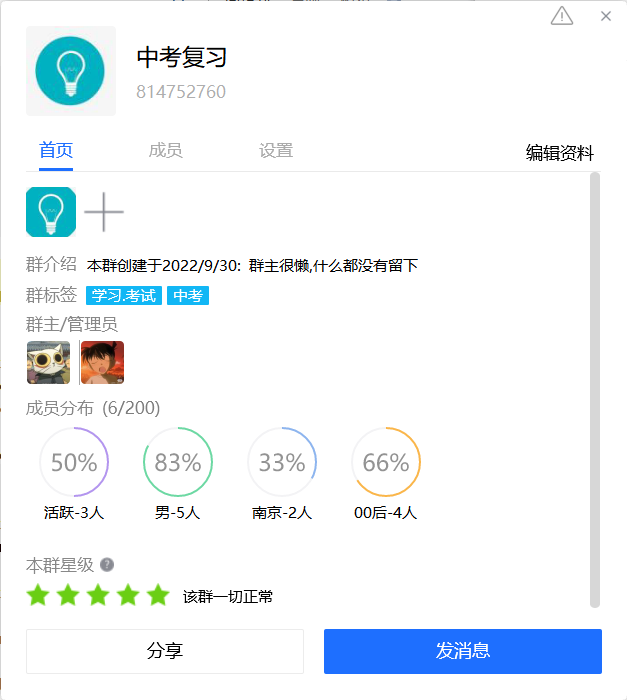 中考复习
814752760
首页 成员 设置 编辑资料
群介绍 本群创建于2022/9/30: 群主很懒,什么都没有留下
群标签 学习.考试 中考
群主/管理员
成员分布 (6/200)
50% 83% 33% 66%
活跃-3人 男-5人 南京-2人 00后-4人
本群星级 ?
该群一切正常
分享 发消息